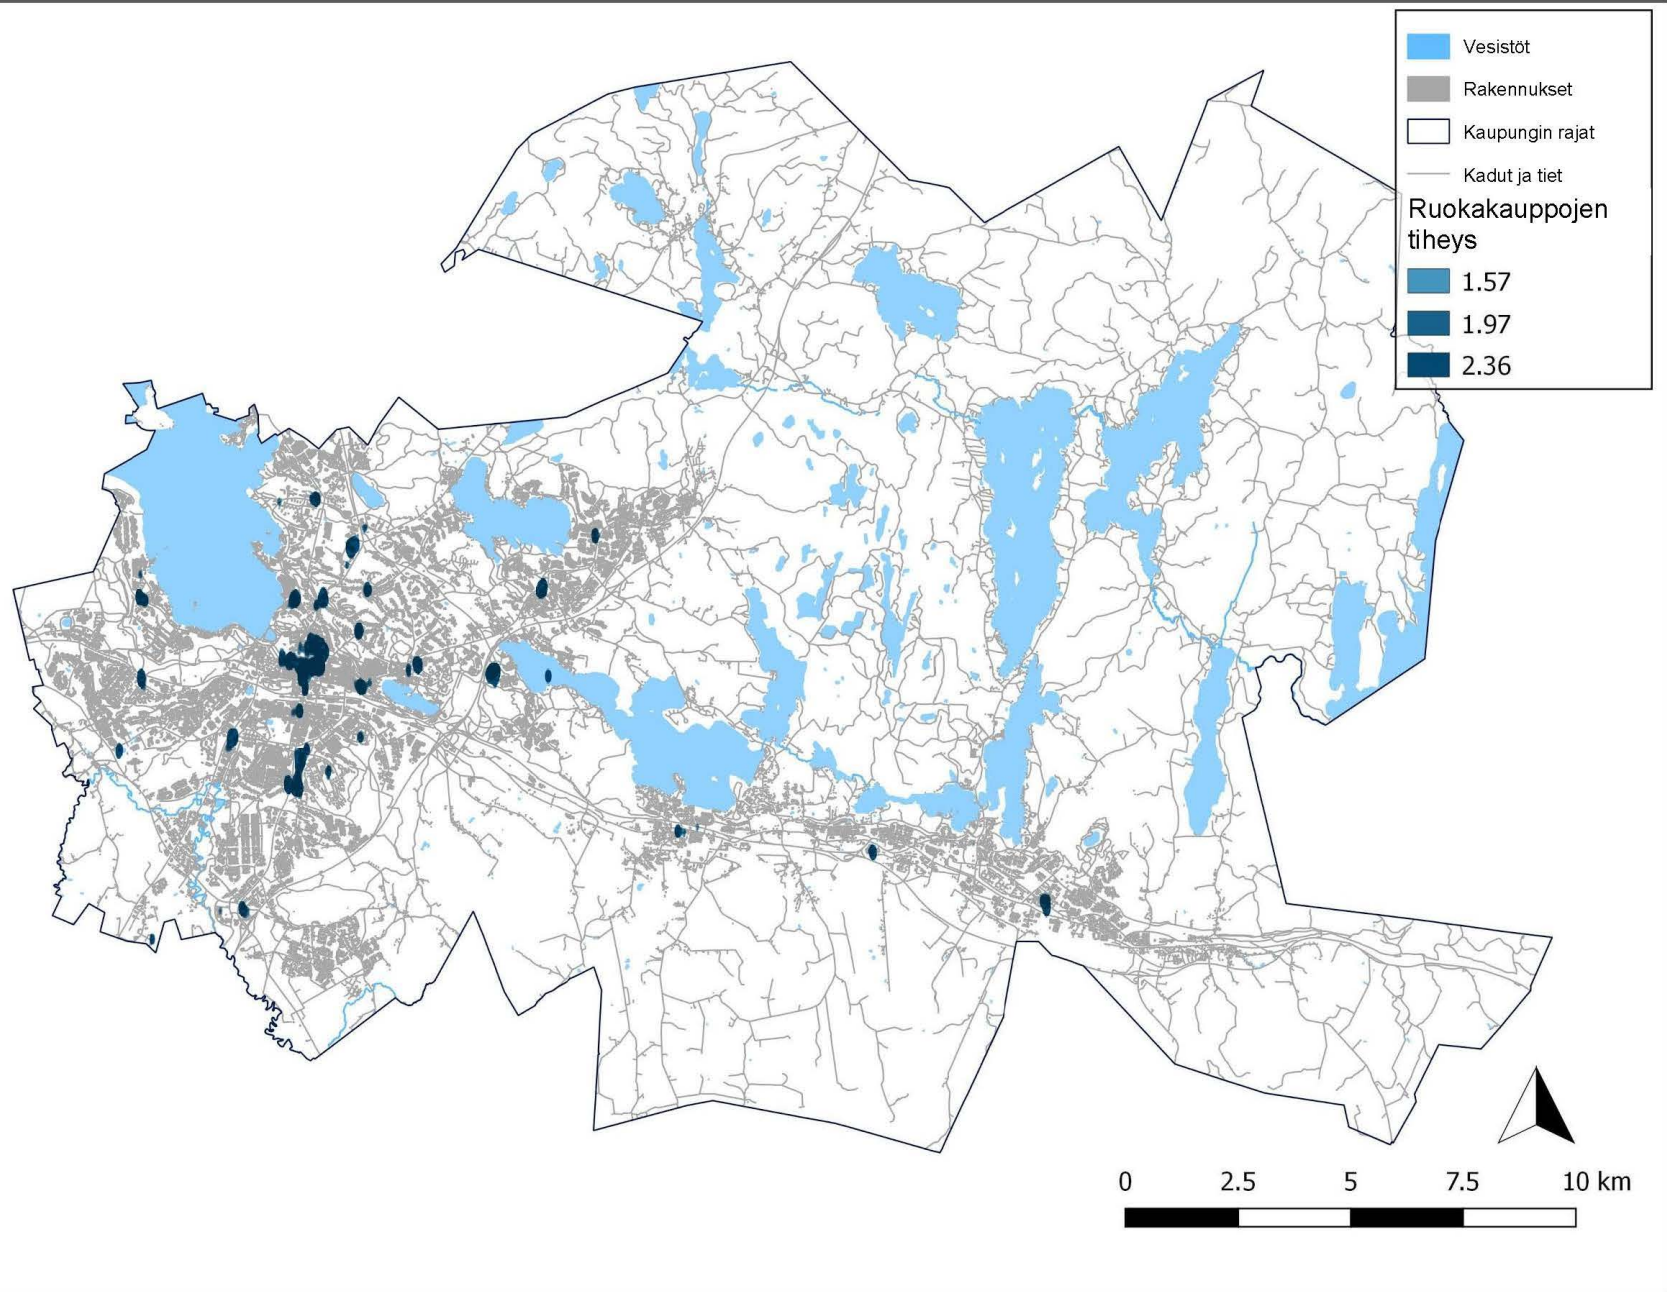 Vesistöt
Rakennukset
Kaupungin rajat
Kadut ja tiet
Ruokakauppojen
tiheys
1.57
1.97
2.36
0 2.5 5 7.5 10 km